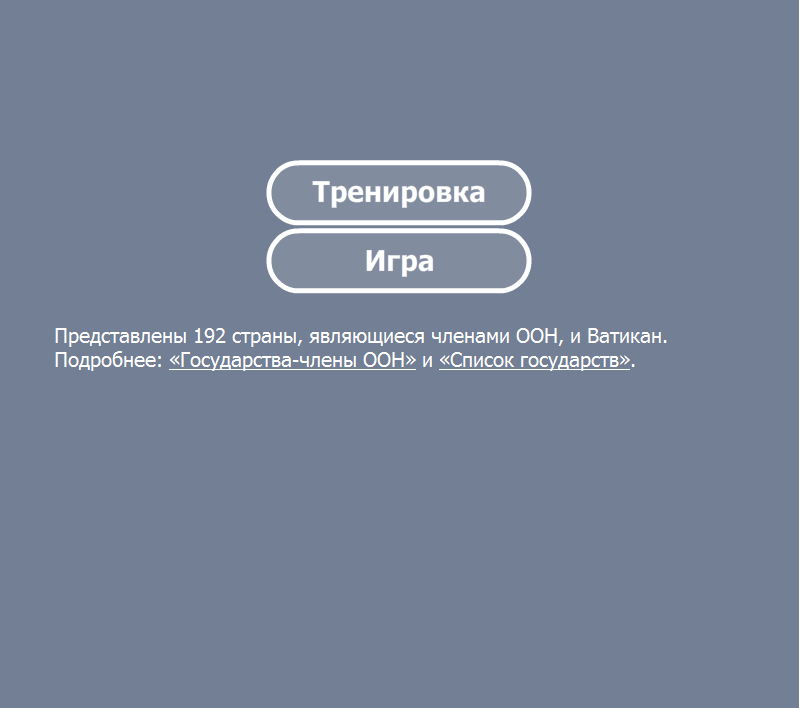 Тренировка
Игра
Представлены 192 страны, являющиеся членами ООН, и Ватикан.
Подробнее: «Государства-члены ООН» и «Список государств».